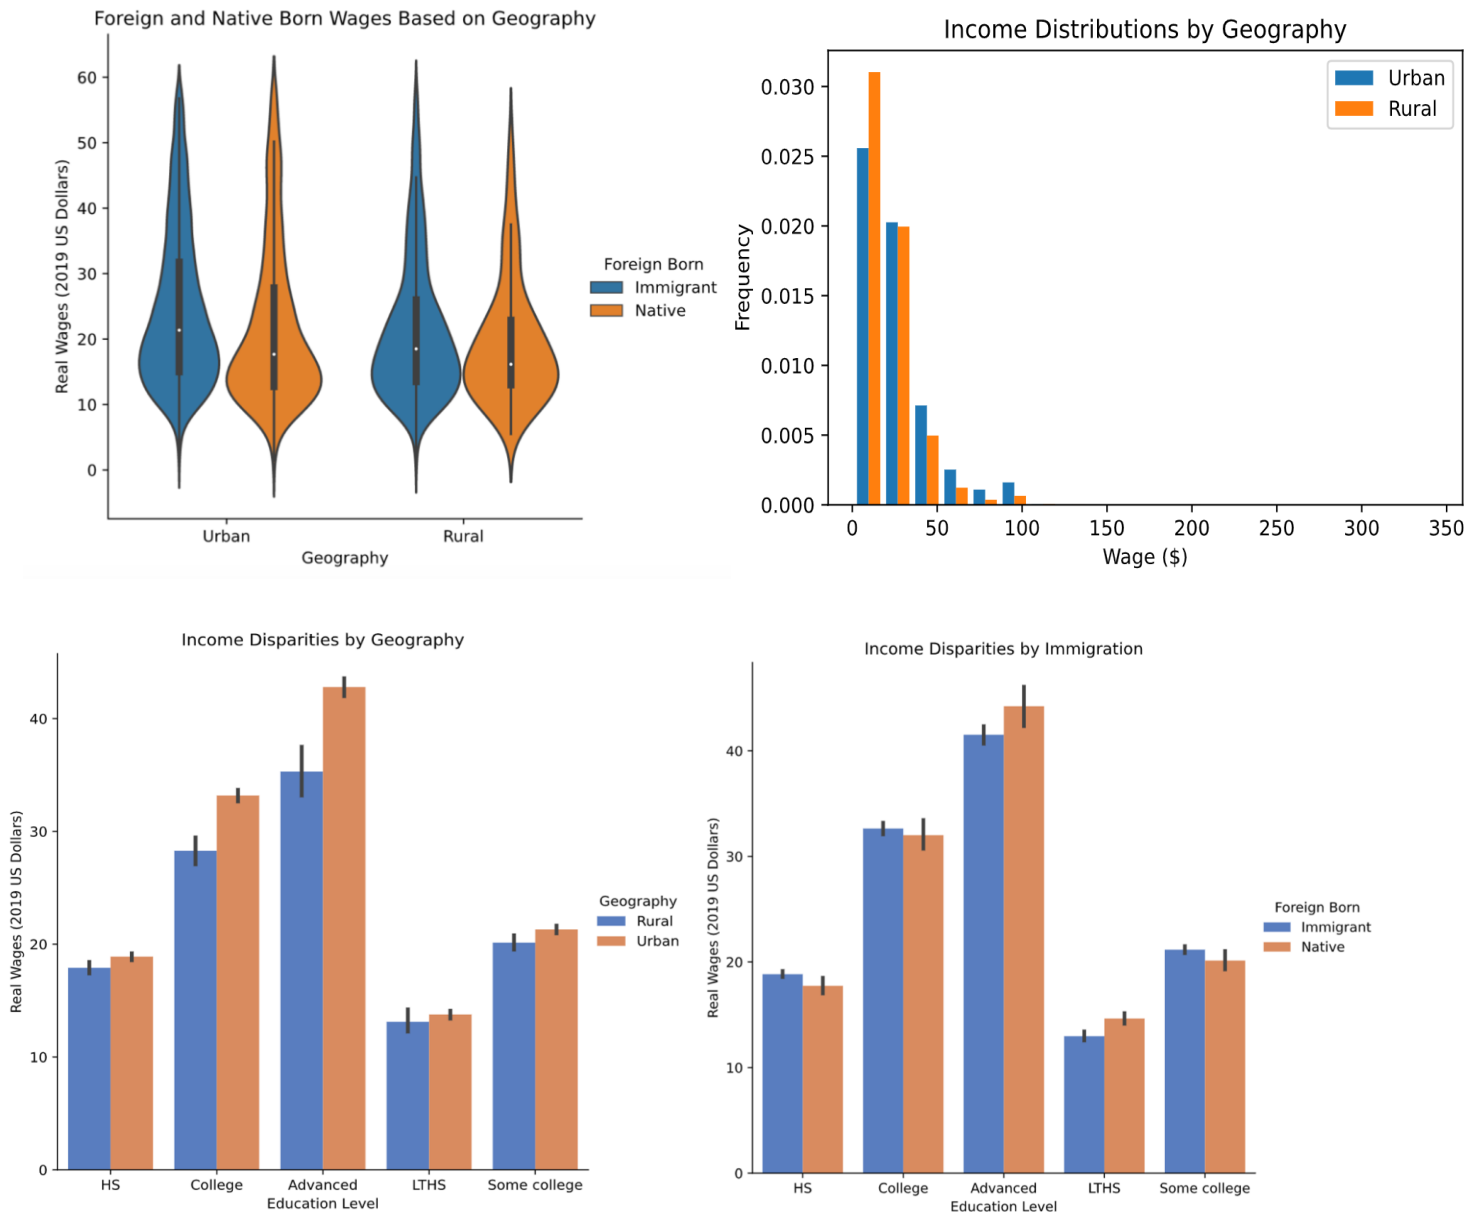 Foreign and Native Born Wages Based on Geography
60
50
40
30
20
10
0
Real Wages (2019 US Dollars)
Urban
Rural
Geography
Foreign Born
Immigrant
Native
Income Distributions by Geography
0.030
0.025
0.020
0.015
0.010
0.005
0.000
Frequency
0 50 100 150 200 250 300 350
Wage ($)
Urban
Rural
Income Disparities by Geography
40
30
20
10
0
Real Wages (2019 US Dollars)
HS College Advanced LTHS Some college
Education Level
Geography
Rural
Urban
Income Disparities by Immigration
40
30
20
10
0
Real Wages (2019 US Dollars)
HS College Advanced LTHS Some college
Education Level
Foreign Born
Immigrant
Native